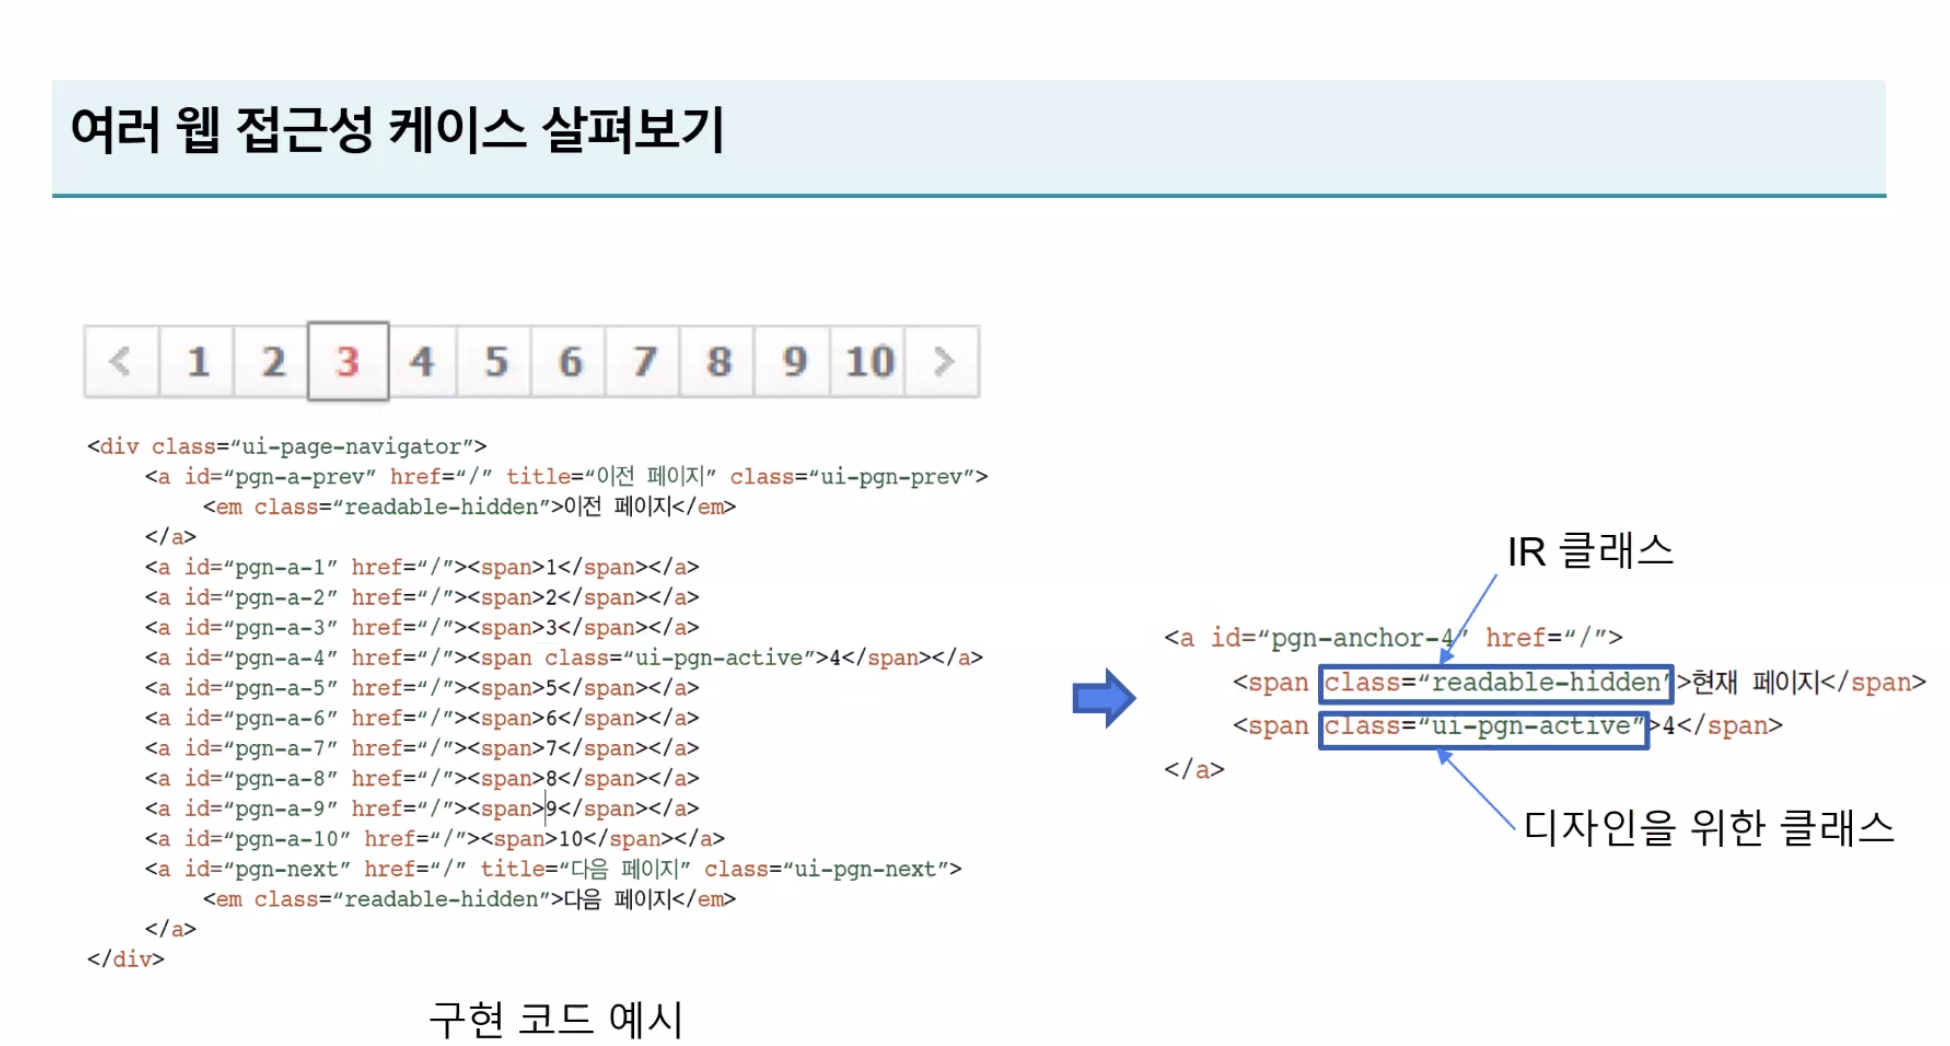 여러 웹 접근성 케이스 살펴보기
< 1 2 3 4 5 6 7 8 9 10 >
<div class=“ui-page-navigator”>
<a id=“pgn-a-prev” href=“/” title=“이전 페이지” class=“ui-pgn-prev”>
<em class=“readable-hidden”>이전 페이지</em>
</a>
<a id=“pgn-a-1” href=“/”><span>1</span></a>
<a id=“pgn-a-2” href=“/”><span>2</span></a>
<a id=“pgn-a-3” href=“/”><span>3</span></a>
<a id=“pgn-a-4” href=“/”><span class=“ui-pgn-active”>4</span></a>
<a id=“pgn-a-5” href=“/”><span>5</span></a>
<a id=“pgn-a-6” href=“/”><span>6</span></a>
<a id=“pgn-a-7” href=“/”><span>7</span></a>
<a id=“pgn-a-8” href=“/”><span>8</span></a>
<a id=“pgn-a-9” href=“/”><span>9</span></a>
<a id=“pgn-a-10” href=“/”><span>10</span></a>
<a id=“pgn-next” href=“/” title=“다음 페이지” class=“ui-pgn-next”>
<em class=“readable-hidden”>다음 페이지</em>
</a>
</div>
구현 코드 예시
IR 클래스
<a id=“pgn-anchor-4” href=“/”>
<span class=“readable-hidden”>현재 페이지</span>
<span class=“ui-pgn-active”>4</span>
</a>
디자인을 위한 클래스